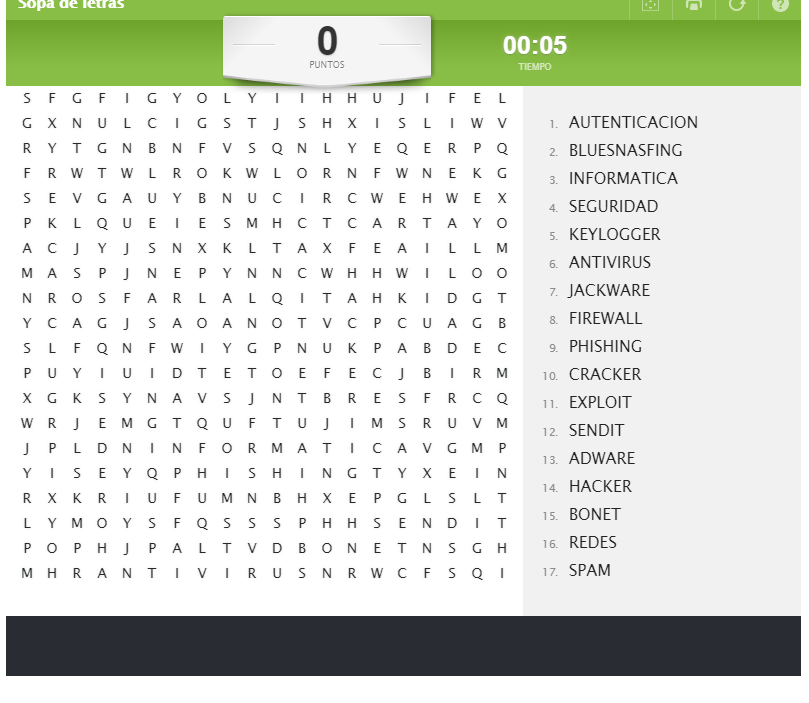 Sopa de letras
0
PUNTOS
00:05
TIEMPO
S F G F I G Y O L Y I I H H U J I F E L
G X N U L C I G S T J S H X I S L I W V
R Y T G N B N F V S Q N L Y E Q E R P Q
F R W T W L R O K W L O R N F W N E K G
S E V G A U Y B N U C I R C W E H W E X
P K L Q U E I E S M H C T C A R T A Y O
A C J Y J S N X K L T A X F E A I L L M
M A S P J N E P Y N N C W H H W I L O O
N R O S F A R L A L Q I T A H K I D G T
Y C A G J S A O A N O T V C P C U A G B
S L F Q N F W I Y G P N U K P A B D E C
P U Y I U I D T E T O E F E C J B I R M
X G K S Y N A V S J N T B R E S F R C Q
W R J E M G T Q U F T U J I M S R U V M
J P L D N I N F O R M A T I C A V G M P
Y I S E Y Q P H I S H I N G T Y X E I N
R X K R I U F U M N B H X E P G L S L T
L Y M O Y S F Q S S S P H H S E N D I T
P O P H J P A L T V D B O N E T N S G H
M H R A N T I V I R U S N R W C F S Q I
1. AUTENTICACION
2. BLUESNASFING
3. INFORMATICA
4. SEGURIDAD
5. KEYLOGGER
6. ANTIVIRUS
7. JACKWARE
8. FIREWALL
9. PHISHING
10. CRACKER
11. EXPLOIT
12. SENDIT
13. ADWARE
14. HACKER
15. BONET
16. REDES
17. SPAM